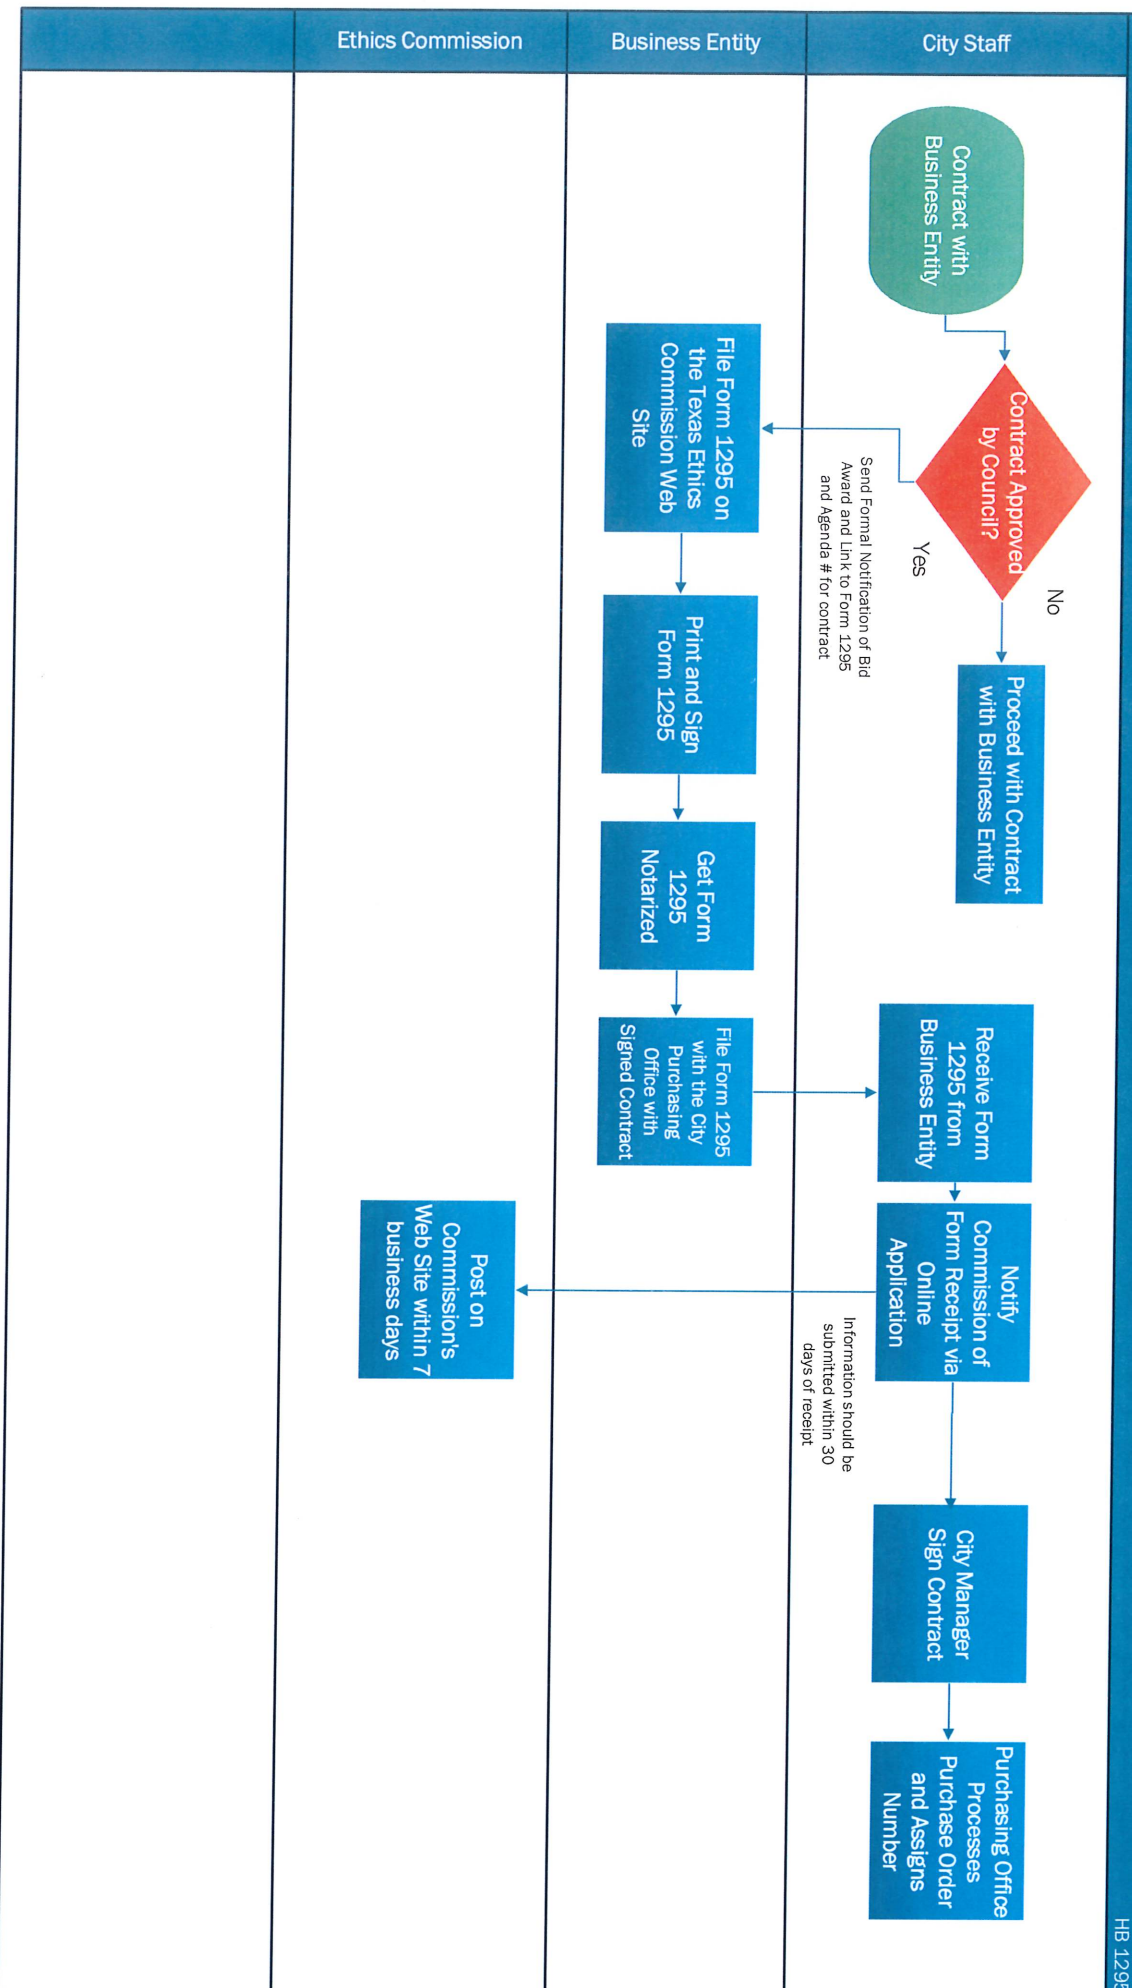 HB 1295
City Staff
Business Entity
Ethics Commission
Contract with
Business Entity
Contract Approved
by Council?
No
Yes
Proceed with Contract
with Business Entity
Send Formal Notification of Bid
Award and Link to Form 1295
and Agenda # for contract
File Form 1295 on
the Texas Ethics
Commission Web
Site
Print and Sign
Form 1295
Get Form
1295
Notarized
File Form 1295
with the City
Purchasing
Office with
Signed Contract
Receive Form
1295 from
Business Entity
Notify
Commission of
Form Receipt via
Online
Application
Information should be
submitted within 30
days of receipt
Post on
Commission's
Web Site within 7
business days
City Manager
Sign Contract
Purchasing Office
Processes
Purchase Order
and Assigns
Number